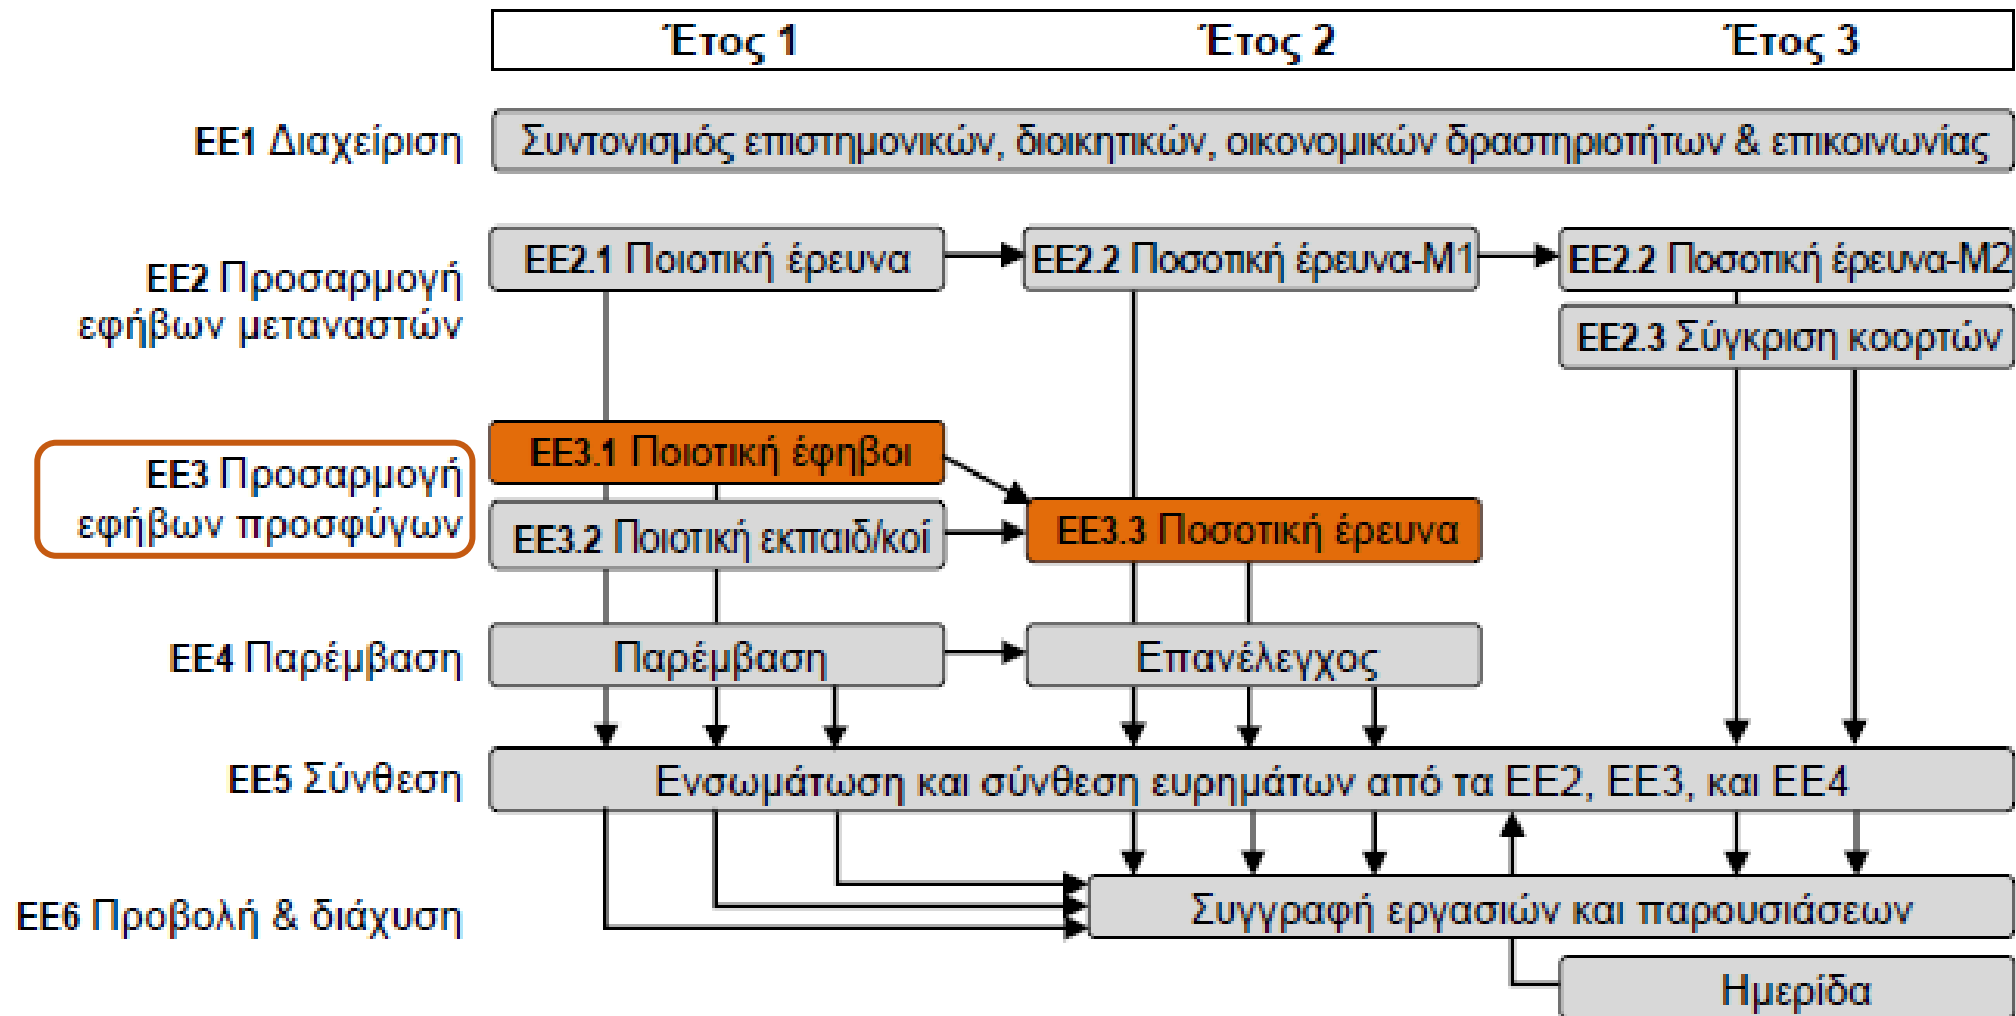 Έτος 1 Έτος 2 Έτος 3
ΕΕ1 Διαχείριση
Συντονισμός επιστημονικών, διοικητικών, οικονομικών δραστηριοτήτων & επικοινωνίας
ΕΕ2 Προσαρμογή
εφήβων μεταναστών
ΕΕ2.1 Ποιοτική έρευνα
ΕΕ2.2 Ποσοτική έρευνα-Μ1
ΕΕ2.2 Ποσοτική έρευνα-Μ2
ΕΕ2.3 Σύγκριση κοορτών
ΕΕ3 Προσαρμογή
εφήβων προσφύγων
ΕΕ3.1 Ποιοτική έφηβοι
ΕΕ3.2 Ποιοτική εκπαιδ/κοί
ΕΕ3.3 Ποσοτική έρευνα
ΕΕ4 Παρέμβαση
Παρέμβαση
Επανέλεγχος
ΕΕ5 Σύνθεση
Ενσωμάτωση και σύνθεση ευρημάτων από τα ΕΕ2, ΕΕ3, και ΕΕ4
ΕΕ6 Προβολή & διάχυση
Συγγραφή εργασιών και παρουσιάσεων
Ημερίδα